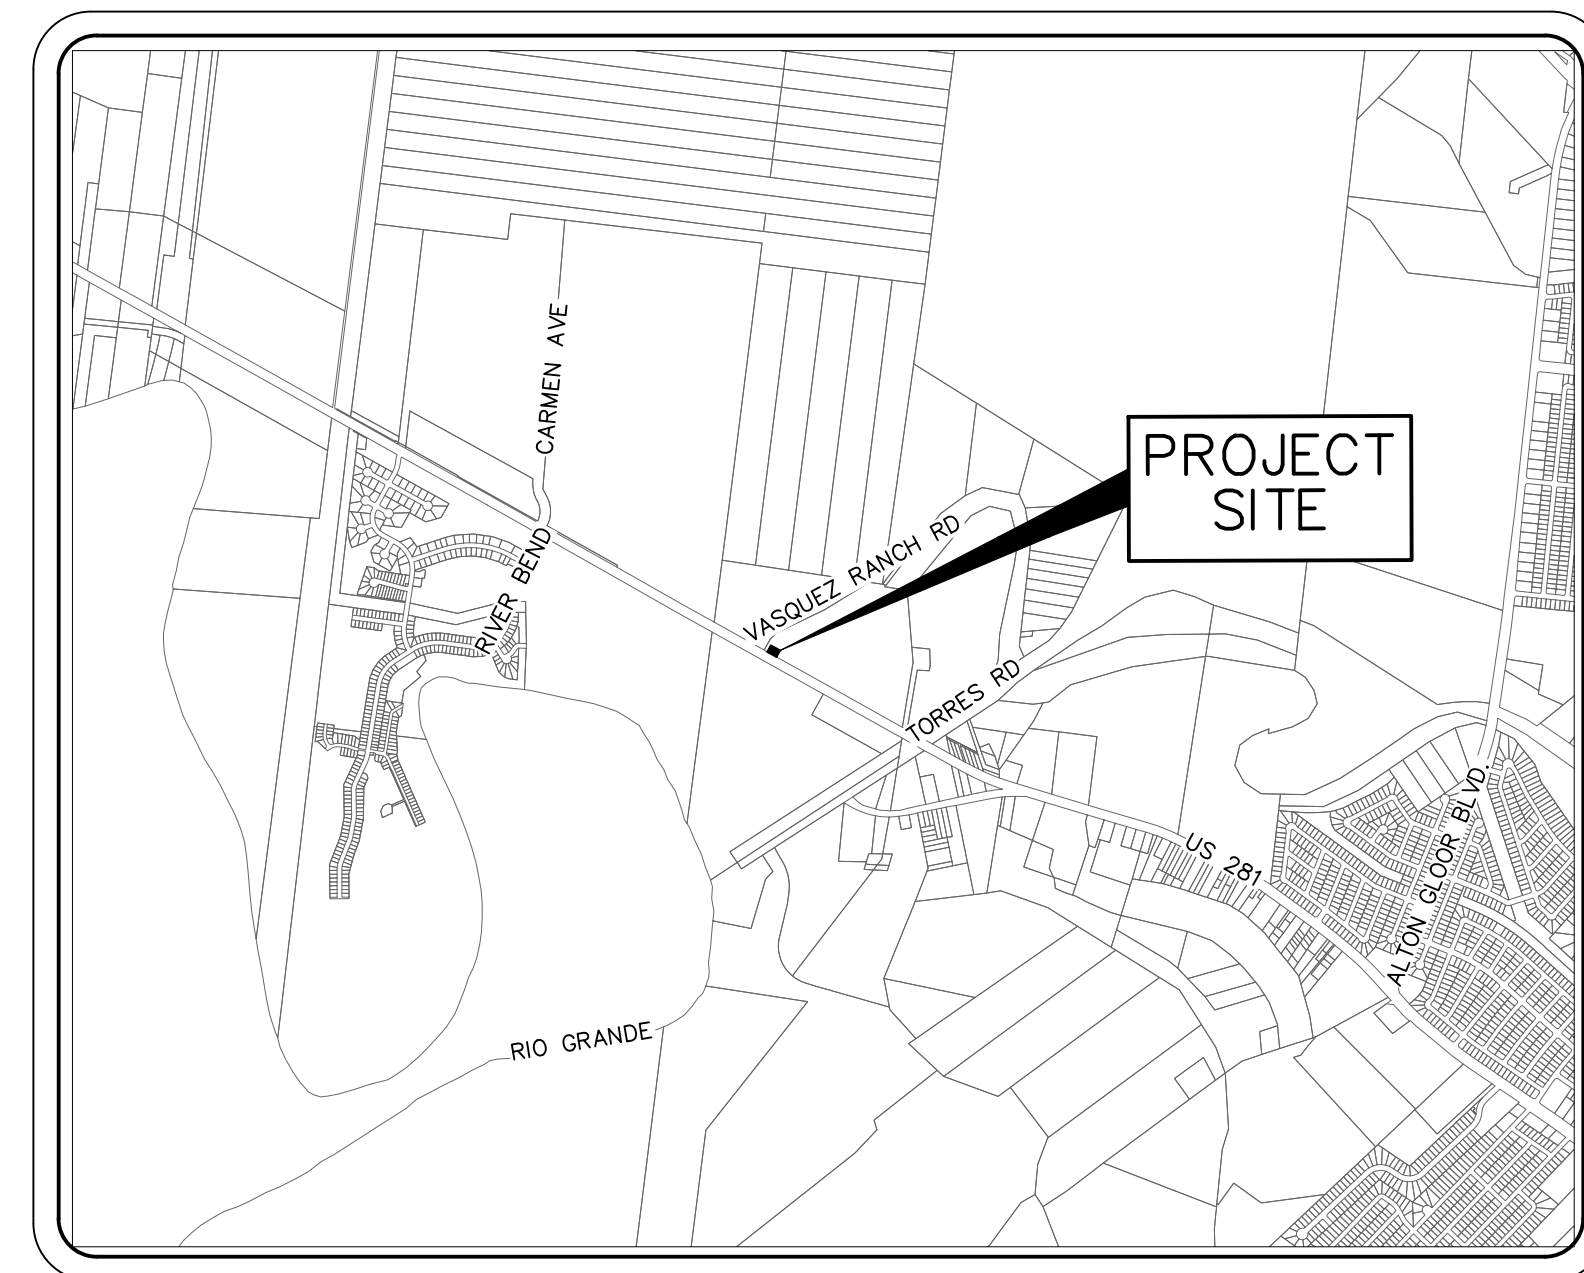 CARMEN AVE
PROJECT
SITE
VASQUEZ RANCH RD
RIVER BEND
TORRES RD
US 281
ALTON GLOOR BLVD.
RIO GRANDE